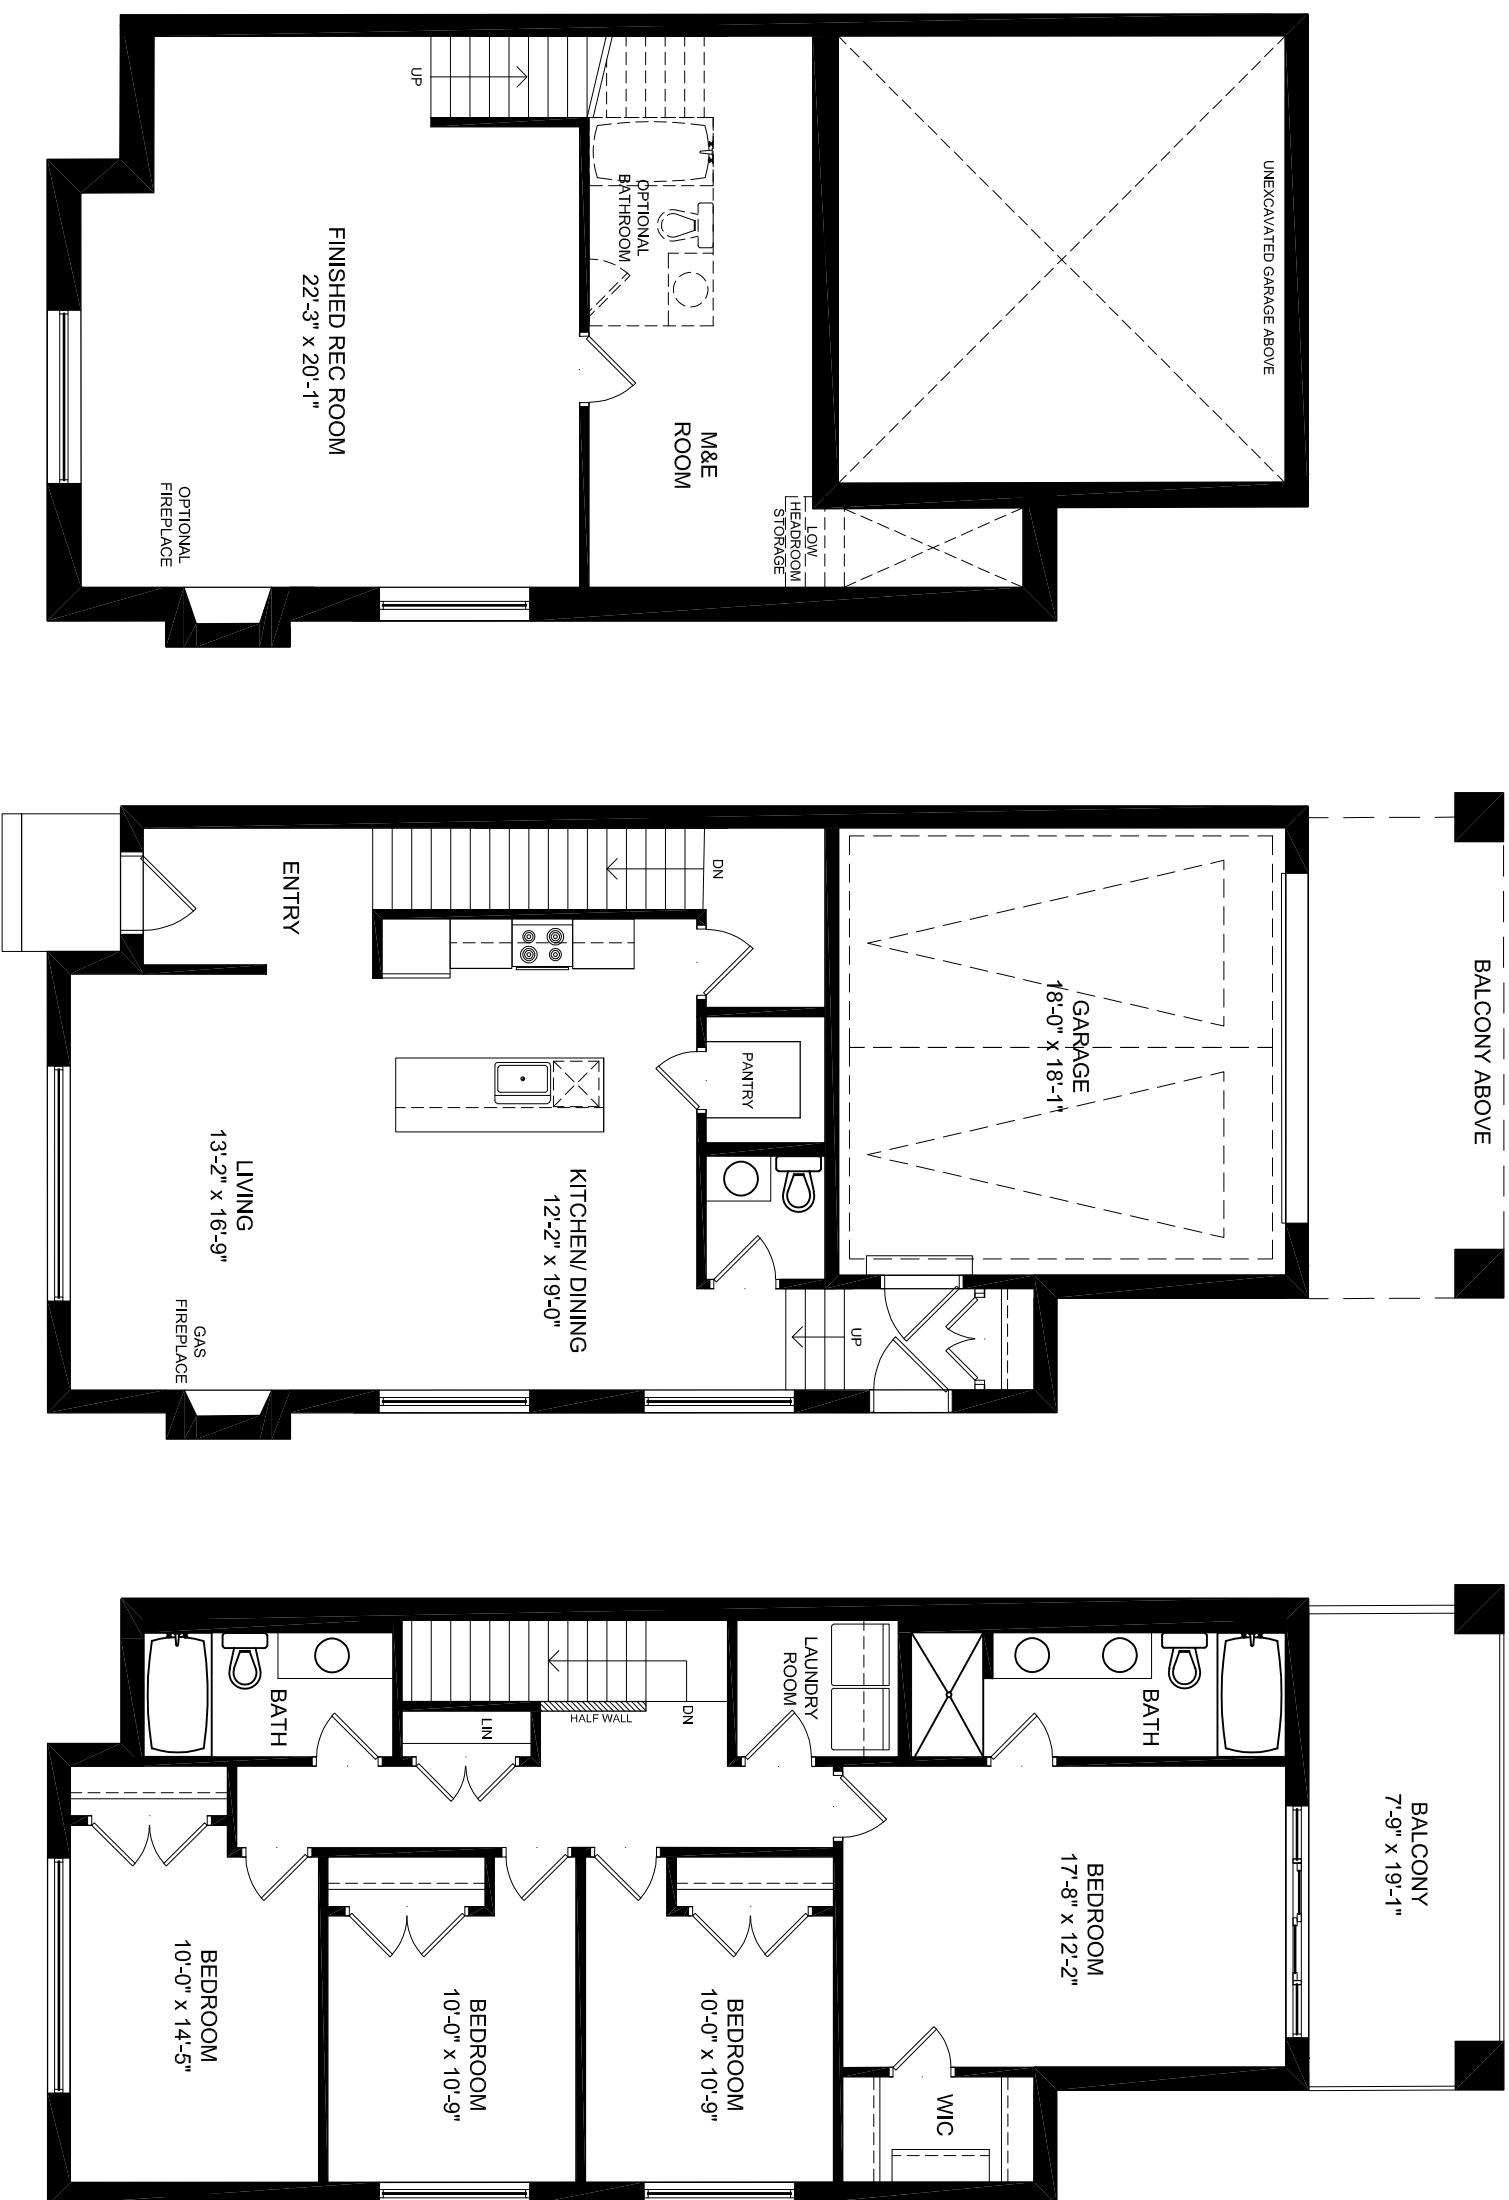 UNEXCAVATED GARAGE ABOVE
UP
OPTIONAL
BATHROOM
FINISHED REC ROOM
22'-3" x 20'-1"
M&E
ROOM
LOW
HEADROOM
STORAGE
OPTIONAL
FIREPLACE
BALCONY ABOVE
GARAGE
18'-0" x 18'-1"
DN
ENTRY
PANTRY
KITCHEN/ DINING
12'-2" x 19'-0"
LIVING
13'-2" x 16'-9"
UP
GAS
FIREPLACE
BALCONY
7'-9" x 19'-1"
BATH
LAUNDRY
ROOM
DN
HALF WALL
LIN
BATH
BEDROOM
17'-8" x 12'-2"
WIC
BEDROOM
10'-0" x 10'-9"
BEDROOM
10'-0" x 10'-9"
BEDROOM
10'-0" x 14'-5"